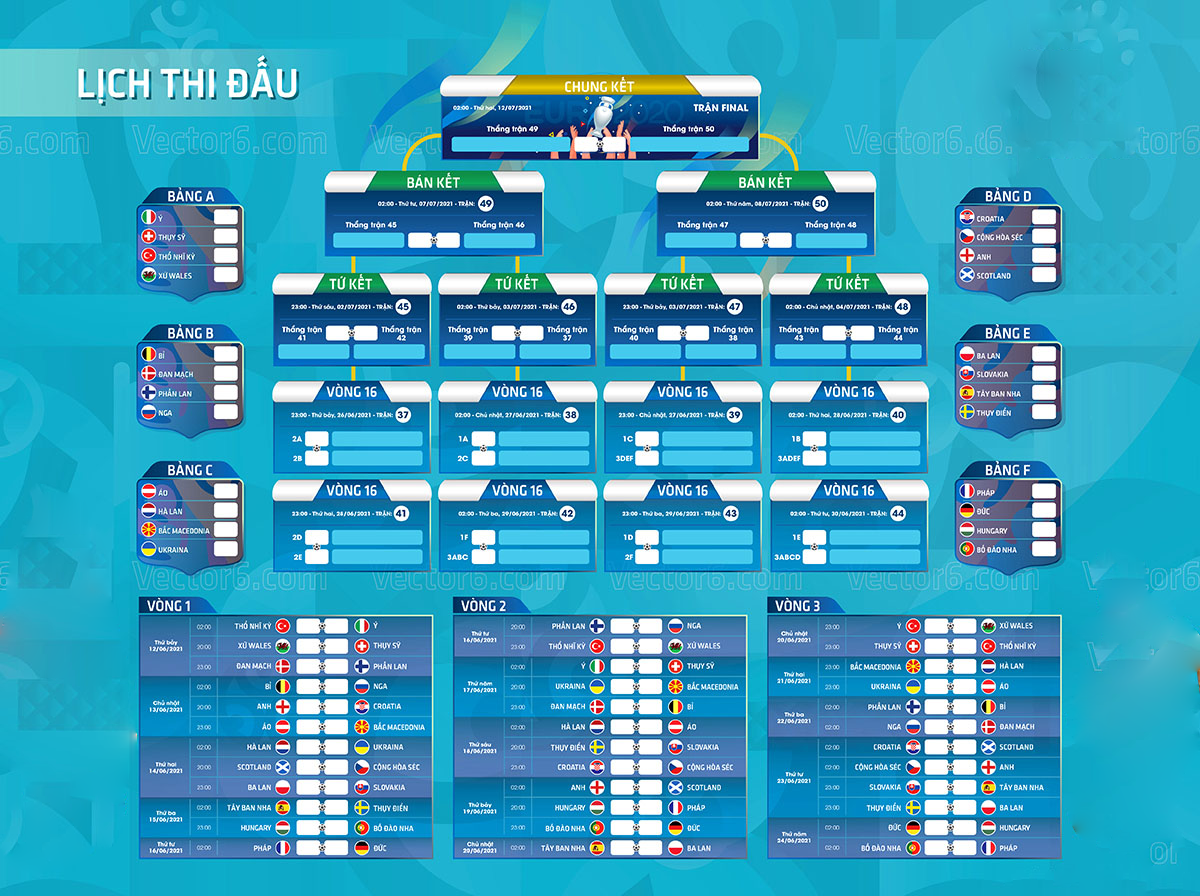 LỊCH THI ĐẤU
CHUNG KẾT
02:00 - Thứ hai, 12/07/2021
TRẬN FINAL
EURO 2020
Thắng trận 49
Thắng trận 50
Vector6.com
Vector6.com
Vector6.com
BÁN KẾT
02:00 - Thứ tư, 07/07/2021 - TRẬN: 49
Thắng trận 45
Thắng trận 46
BÁN KẾT
02:00 - Thứ năm, 08/07/2021 - TRẬN: 50
Thắng trận 47
Thắng trận 48
BẢNG A
Ý
THỤY SỸ
THỔ NHĨ KỲ
XỨ WALES
BẢNG B
BỈ
ĐAN MẠCH
PHẦN LAN
NGA
BẢNG C
ÁO
HÀ LAN
BẮC MACEDONIA
UKRAINA
BẢNG D
CROATIA
CỘNG HÒA SÉC
ANH
SCOTLAND
BẢNG E
BA LAN
SLOVAKIA
TÂY BAN NHA
THỤY ĐIỂN
BẢNG F
PHÁP
ĐỨC
HUNGARY
BỒ ĐÀO NHA
TỨ KẾT
23:00 - Thứ sáu, 02/07/2021 - TRẬN: 45
Thắng trận 41
Thắng trận 42
TỨ KẾT
02:00 - Thứ bảy, 03/07/2021 - TRẬN: 46
Thắng trận 39
Thắng trận 37
TỨ KẾT
23:00 - Thứ bảy, 03/07/2021 - TRẬN: 47
Thắng trận 40
Thắng trận 38
TỨ KẾT
02:00 - Chủ nhật, 04/07/2021 - TRẬN: 48
Thắng trận 43
Thắng trận 44
VÒNG 16
23:00 - Thứ bảy, 26/06/2021 - TRẬN: 37
2A
2B
VÒNG 16
02:00 - Chủ nhật, 27/06/2021 - TRẬN: 38
1A
2C
VÒNG 16
23:00 - Chủ nhật, 27/06/2021 - TRẬN: 39
1C
3DEF
VÒNG 16
02:00 - Thứ hai, 28/06/2021 - TRẬN: 40
1B
3ADEF
VÒNG 16
23:00 - Thứ hai, 28/06/2021 - TRẬN: 41
2D
2E
VÒNG 16
02:00 - Thứ ba, 29/06/2021 - TRẬN: 42
1F
3ABC
VÒNG 16
23:00 - Thứ ba, 29/06/2021 - TRẬN: 43
1D
2F
VÒNG 16
02:00 - Thứ tư, 30/06/2021 - TRẬN: 44
1E
3ABCD
Vector6.com
Vector6.com
Vector6.com
Vector6.com
VÒNG 1
Thứ bảy 12/06/2021
02:00 THỔ NHĨ KỲ Ý
20:00 XỨ WALES THỤY SỸ
23:00 ĐAN MẠCH PHẦN LAN
Chủ nhật 13/06/2021
02:00 BỈ NGA
20:00 ANH CROATIA
23:00 ÁO BẮC MACEDONIA
Thứ hai 14/06/2021
02:00 HÀ LAN UKRAINA
20:00 SCOTLAND CỘNG HÒA SÉC
23:00 BA LAN SLOVAKIA
Thứ ba 15/06/2021
02:00 TÂY BAN NHA THỤY ĐIỂN
23:00 HUNGARY BỒ ĐÀO NHA
Thứ tư 16/06/2021
02:00 PHÁP ĐỨC
VÒNG 2
Thứ tư 16/06/2021
20:00 PHẦN LAN NGA
23:00 THỔ NHĨ KỲ XỨ WALES
Thứ năm 17/06/2021
02:00 Ý THỤY SỸ
20:00 UKRAINA BẮC MACEDONIA
23:00 ĐAN MẠCH BỈ
Thứ sáu 18/06/2021
02:00 HÀ LAN ÁO
20:00 THỤY ĐIỂN SLOVAKIA
23:00 CROATIA CỘNG HÒA SÉC
Thứ bảy 19/06/2021
02:00 ANH SCOTLAND
20:00 HUNGARY PHÁP
23:00 BỒ ĐÀO NHA ĐỨC
Chủ nhật 20/06/2021
02:00 TÂY BAN NHA BA LAN
VÒNG 3
Chủ nhật 20/06/2021
23:00 Ý XỨ WALES
23:00 THỤY SỸ THỔ NHĨ KỲ
Thứ hai 21/06/2021
23:00 BẮC MACEDONIA HÀ LAN
23:00 UKRAINA ÁO
Thứ ba 22/06/2021
02:00 PHẦN LAN BỈ
02:00 NGA ĐAN MẠCH
Thứ tư 23/06/2021
02:00 CROATIA SCOTLAND
02:00 CỘNG HÒA SÉC ANH
23:00 SLOVAKIA TÂY BAN NHA
23:00 THỤY ĐIỂN BA LAN
Thứ năm 24/06/2021
02:00 ĐỨC HUNGARY
02:00 BỒ ĐÀO NHA PHÁP